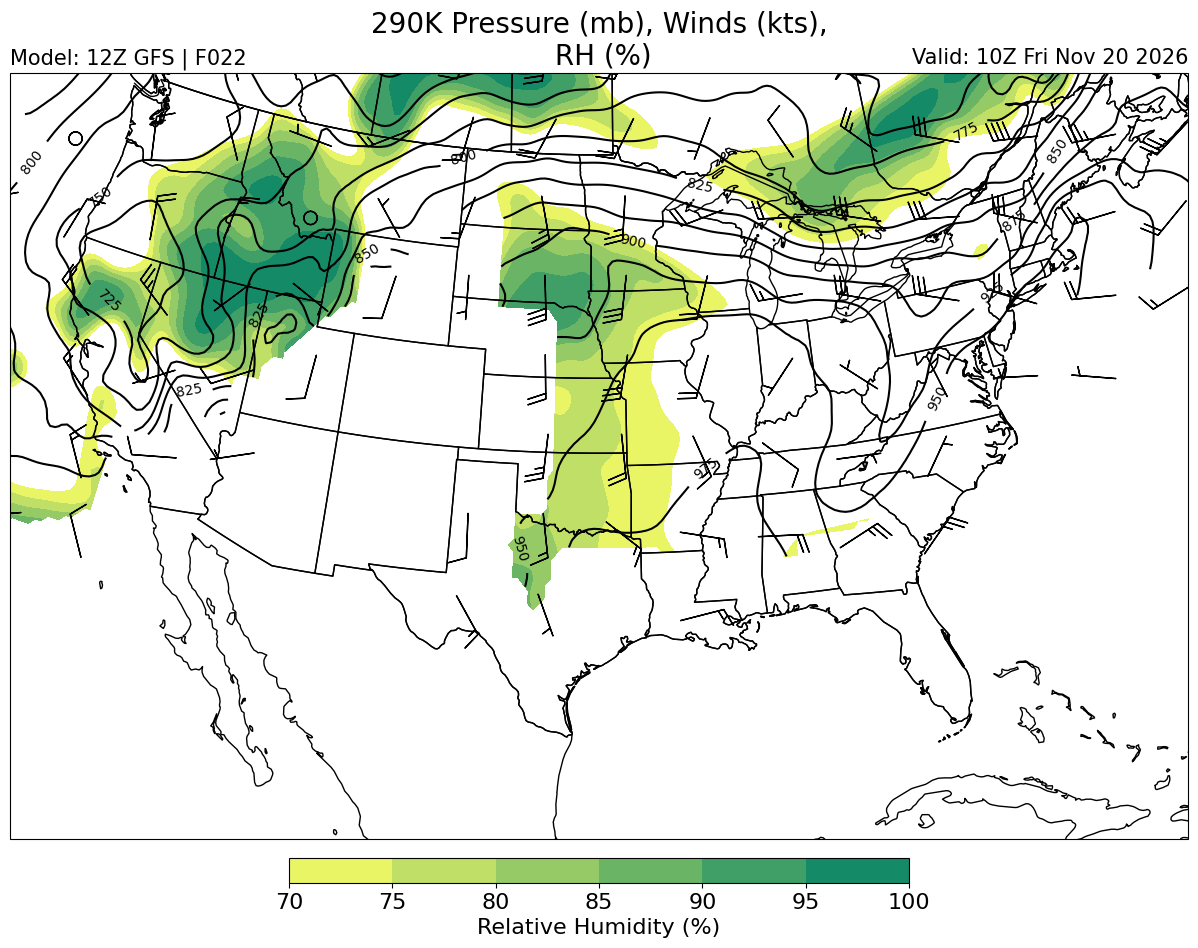 290K Pressure (mb), Winds (kts),
RH (%)
Model: 12Z GFS | F022
Valid: 10Z Fri Nov 20 2026
775
800
850
800
825
750
875
900
850
725
825
825
950
975
950
70 75 80 85 90 95 100
Relative Humidity (%)